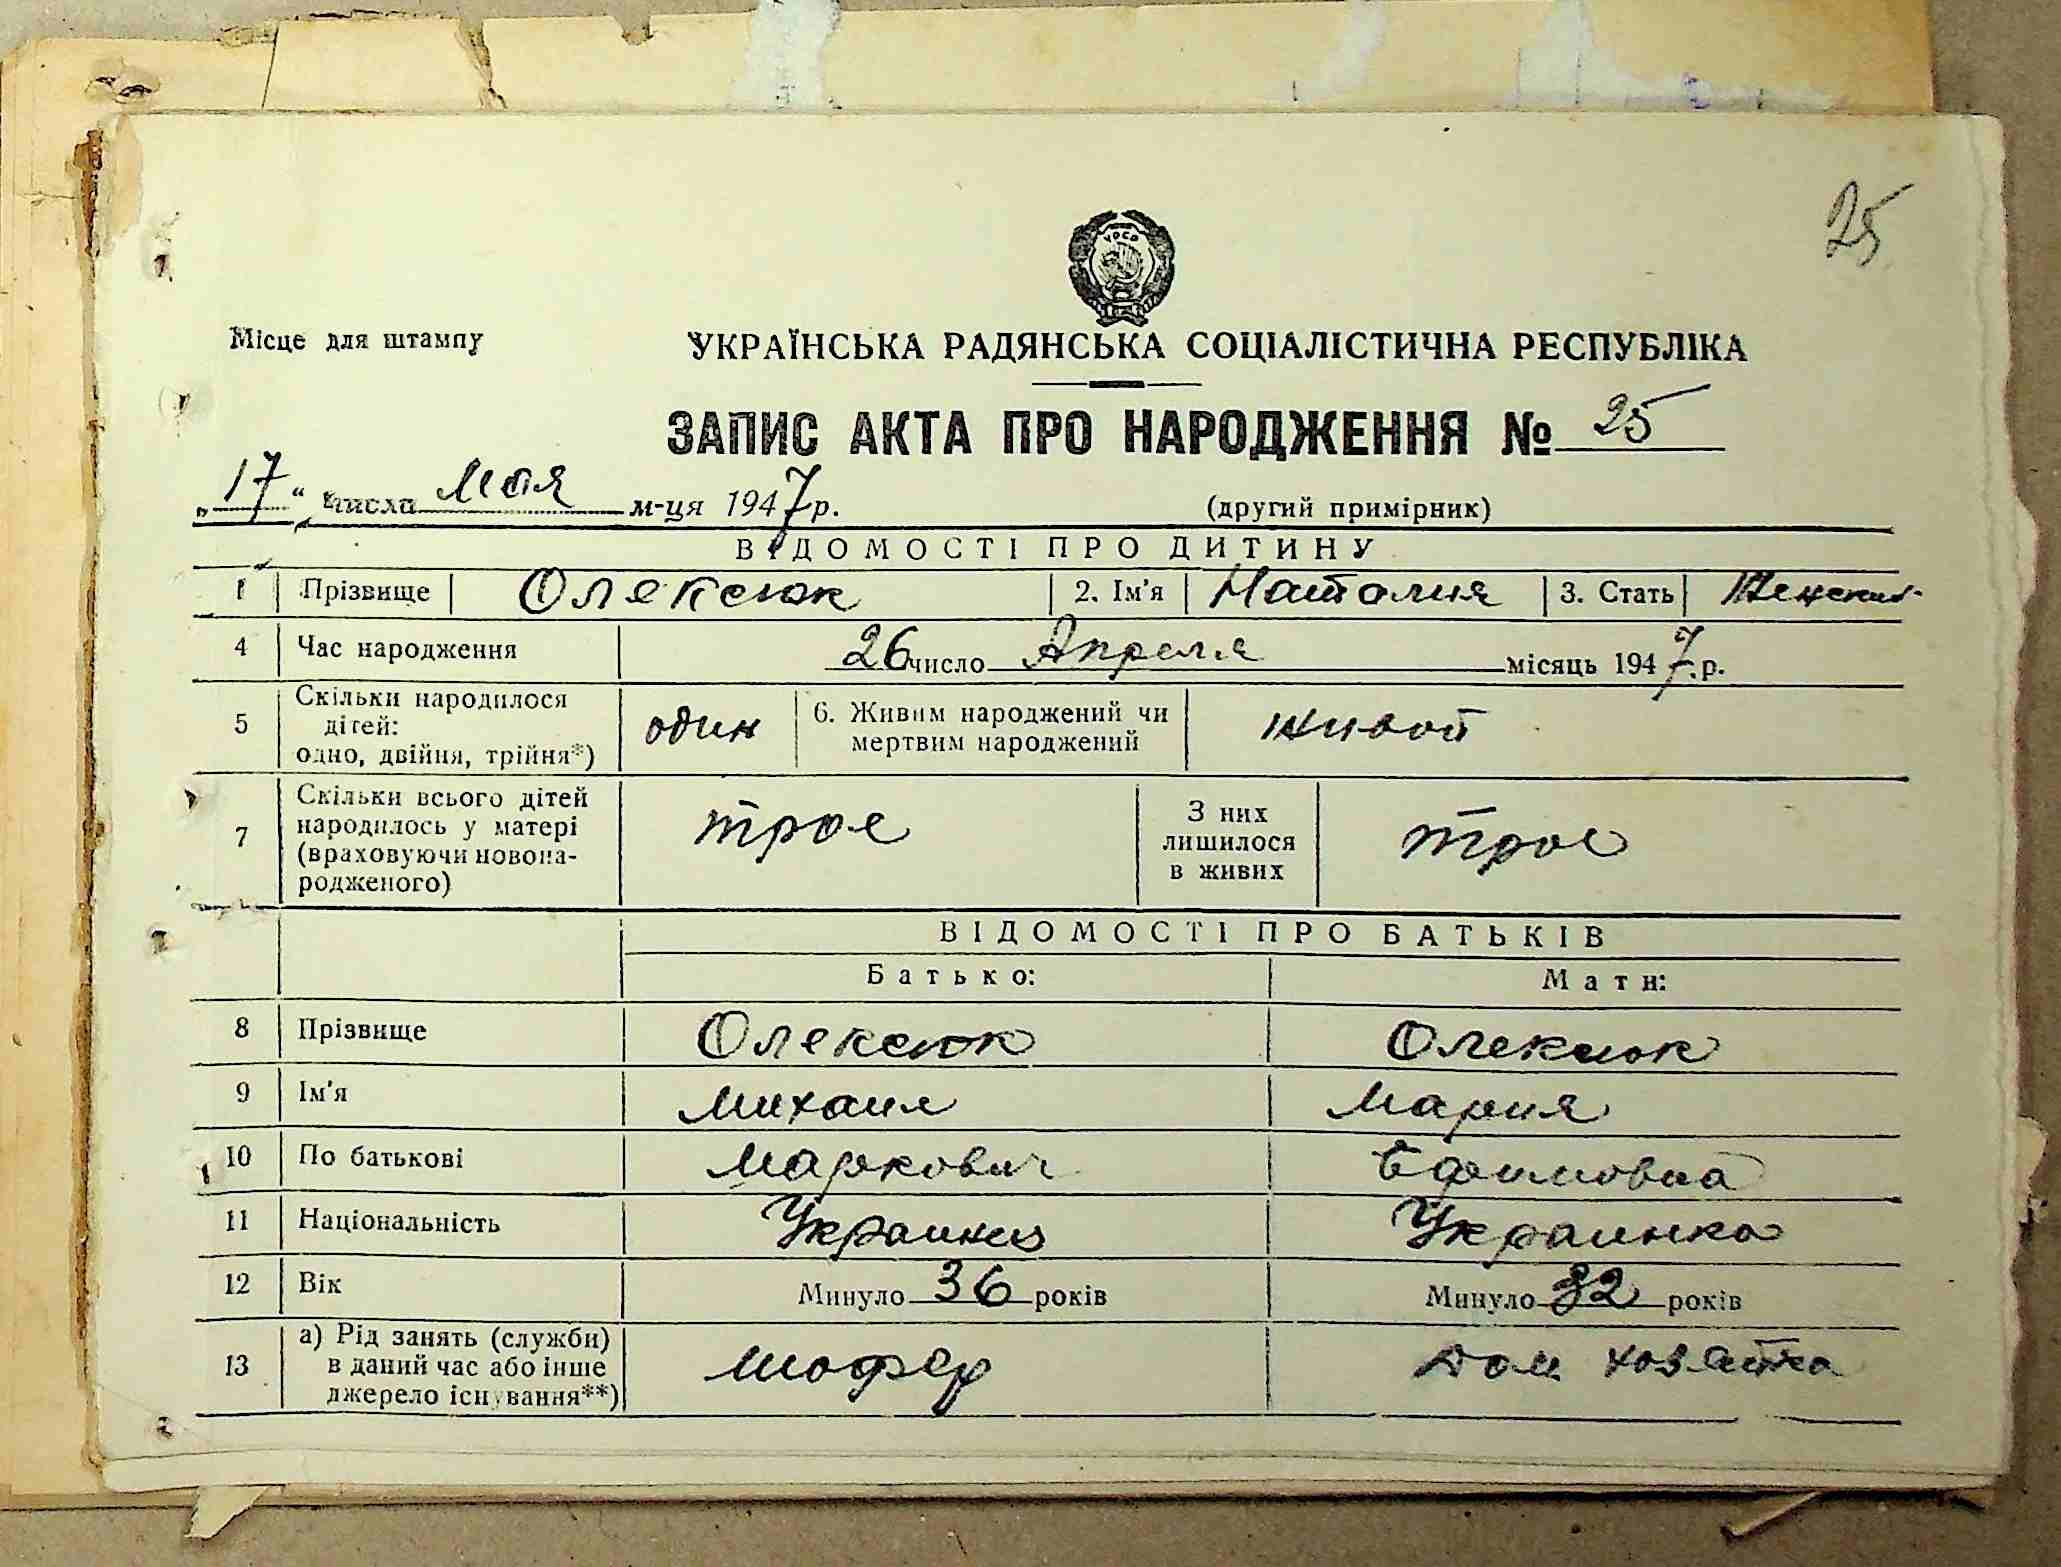 25
УРСР
Місце для штампу
УКРАЇНСЬКА РАДЯНСЬКА СОЦІАЛІСТИЧНА РЕСПУБЛІКА
ЗАПИС АКТА ПРО НАРОДЖЕННЯ № 25
„17“ числа Мая м-ця 1947 р. (другий примірник)
ВІДОМОСТІ ПРО ДИТИНУ
1 Прізвище Олексюк 2. Ім'я Наталия 3. Стать Женский
4 Час народження 26 число Апреля місяць 1947 р.
5 Скільки народилося дітей: одно, двійня, трійня*) один 6. Живим народжений чи мертвим народжений живой
7 Скільки всього дітей народилось у матері (враховуючи новонародженого) трое З них лишилося в живих трое
ВІДОМОСТІ ПРО БАТЬКІВ
Батько: Мати:
8 Прізвище Олексюк Олексюк
9 Ім'я Михаил Мария
10 По батькові Маркович Ефимовна
11 Національність Украинец Украинка
12 Вік Минуло 36 років Минуло 32 років
13 а) Рід занять (служби) в даний час або інше джерело існування**) шофер Дом хозяйка